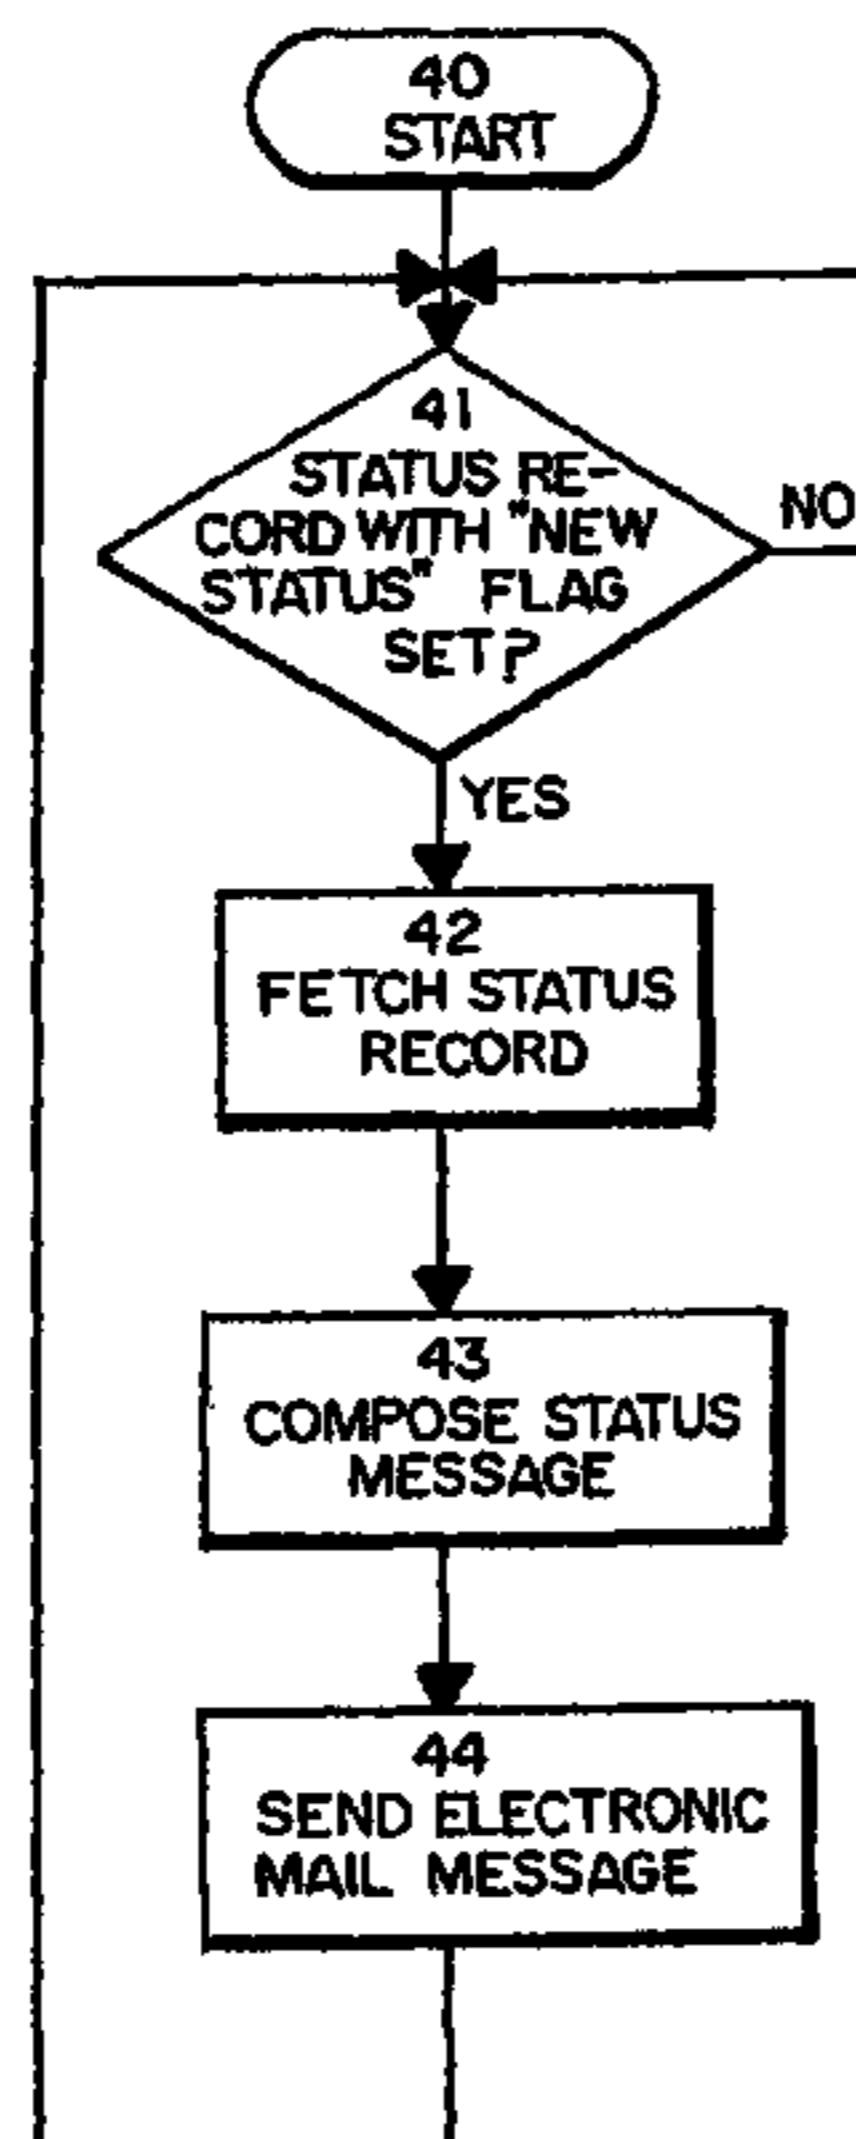 40
START
41
STATUS RE-
CORD WITH "NEW
STATUS" FLAG
SET?
NO
YES
42
FETCH STATUS
RECORD
43
COMPOSE STATUS
MESSAGE
44
SEND ELECTRONIC
MAIL MESSAGE